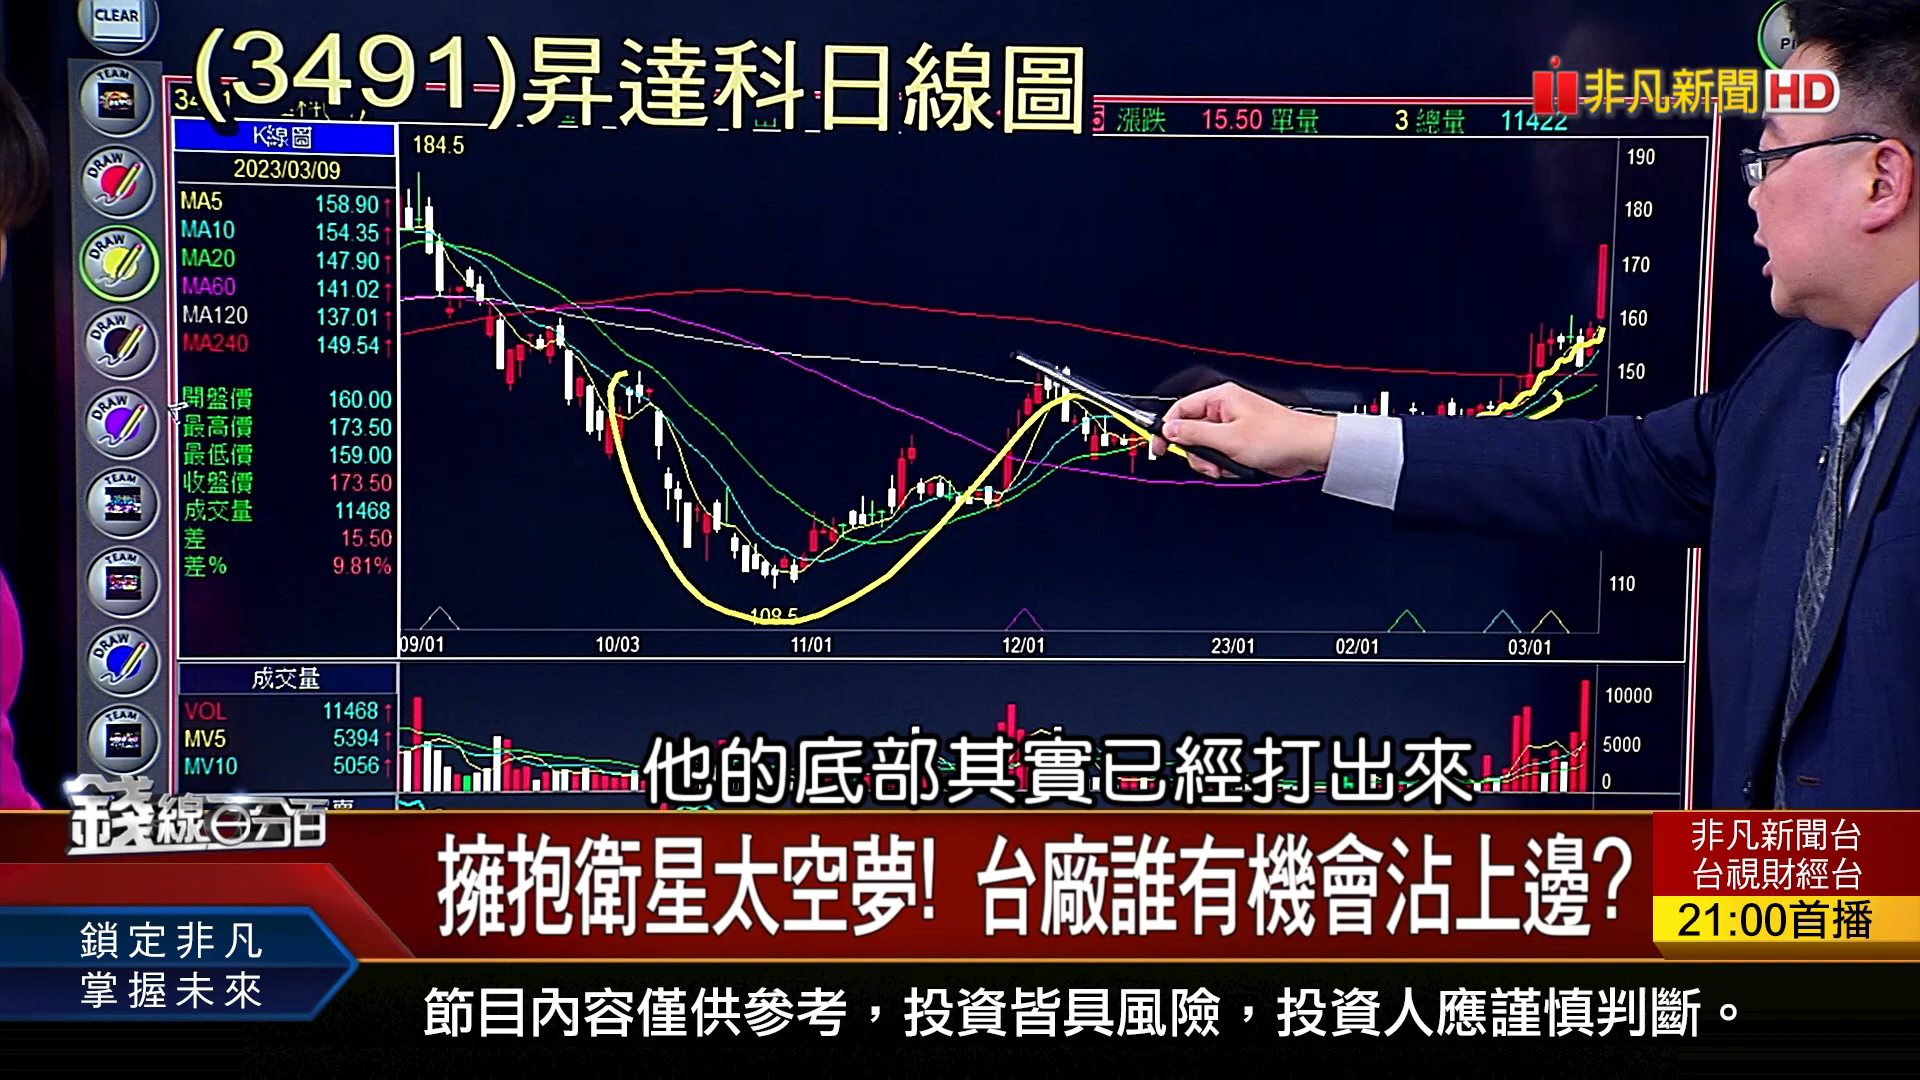 CLEAR
(3491)昇達科日線圖
非凡新聞HD
漲跌 15.50 單量 3 總量 11422
TEAM
DRAW
DRAW
DRAW
DRAW
TEAM
TEAM
DRAW
TEAM
K線圖
2023/03/09
MA5 158.90↑
MA10 154.35↑
MA20 147.90↑
MA60 141.02↑
MA120 137.01↑
MA240 149.54↑
開盤價 160.00
最高價 173.50
最低價 159.00
收盤價 173.50
成交量 11468
差 15.50
差% 9.81%
184.5
108.5
190
180
170
160
150
110
09/01 10/03 11/01 12/01 23/01 02/01 03/01
成交量
VOL 11468↑
MV5 5394↑
MV10 5056↑
10000
5000
0
他的底部其實已經打出來
錢線百分百
擁抱衛星太空夢! 台廠誰有機會沾上邊?
非凡新聞台
台視財經台
21:00首播
鎖定非凡
掌握未來
節目內容僅供參考，投資皆具風險，投資人應謹慎判斷。